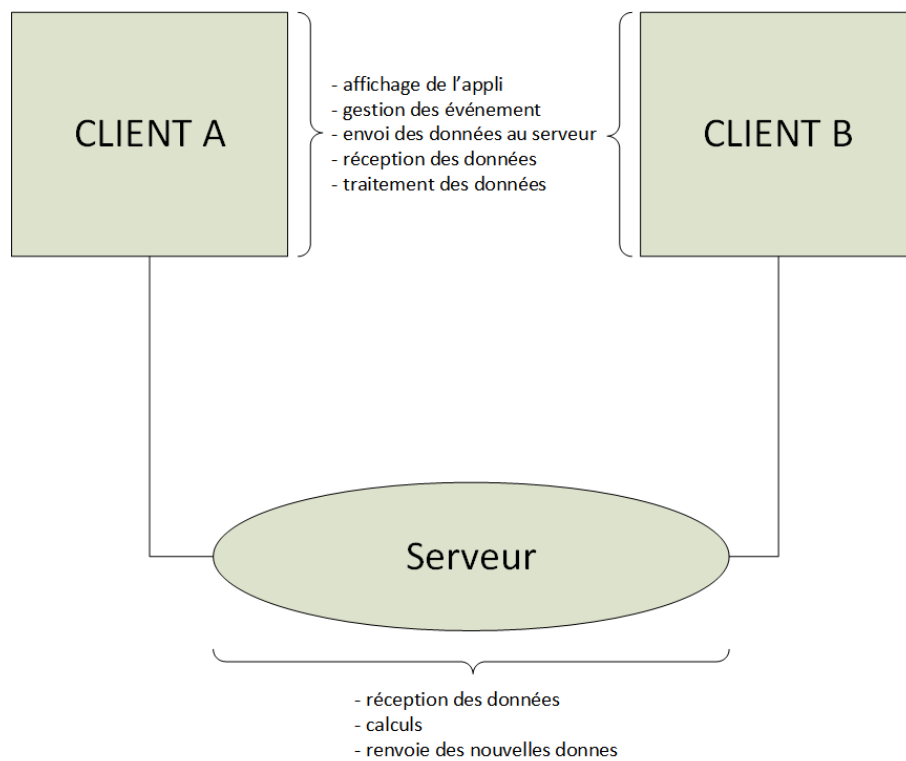 CLIENT A
- affichage de l’appli
- gestion des événement
- envoi des données au serveur
- réception des données
- traitement des données
CLIENT B
Serveur
- réception des données
- calculs
- renvoie des nouvelles donnes